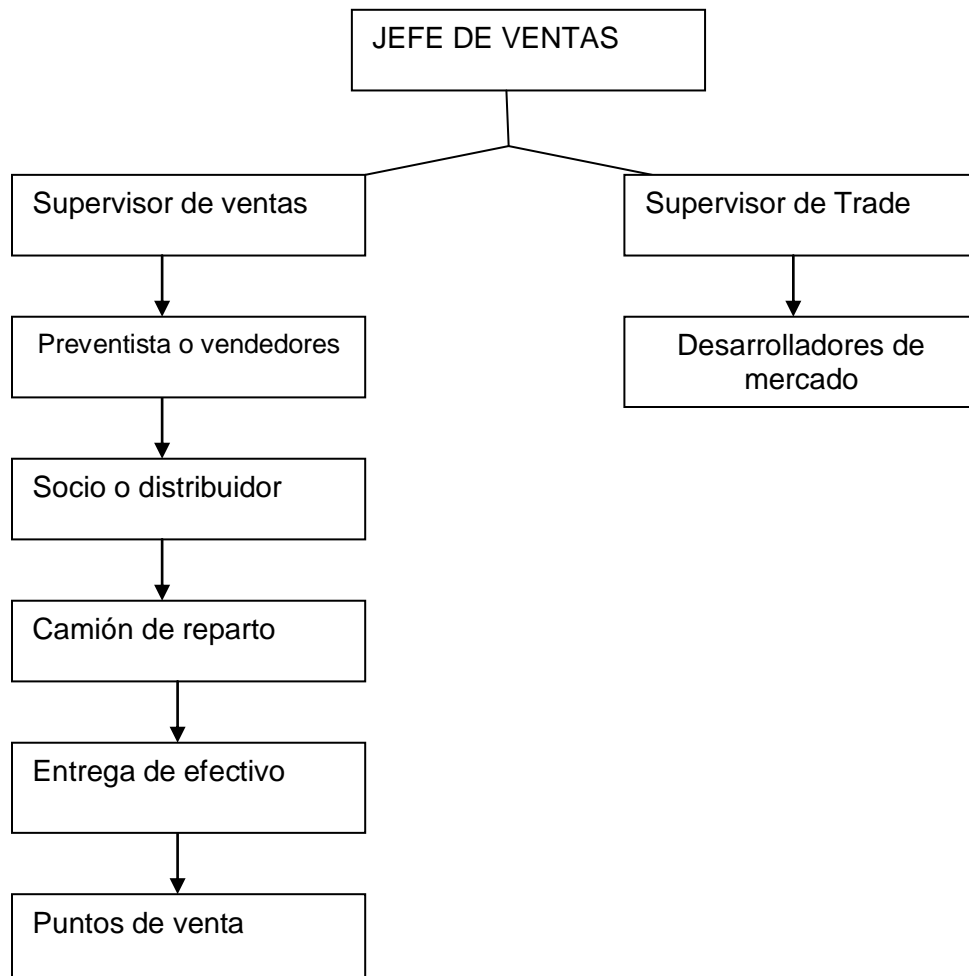 JEFE DE VENTAS
Supervisor de ventas
Supervisor de Trade
Preventista o vendedores
Desarrolladores de
mercado
Socio o distribuidor
Camión de reparto
Entrega de efectivo
Puntos de venta